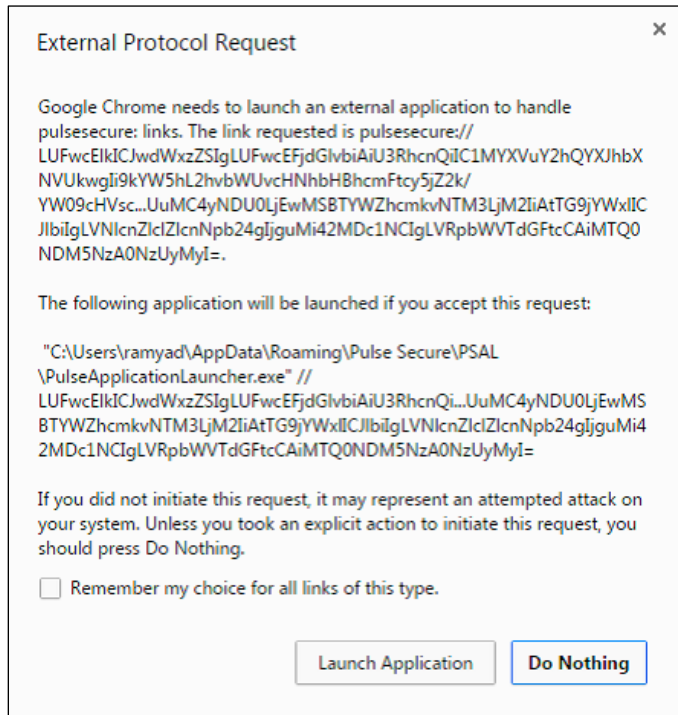 External Protocol Request
Google Chrome needs to launch an external application to handle
pulsesecure: links. The link requested is pulsesecure://
LUFwcElkICJwdWxzZSIgLUFwcEFjdGlvbiAiU3RhcnQiIC1MYXVuY2hQYXJhbX
NVUkwgIi9kYW5hL2hvbWUvcHNhbHBhcmFtcy5jZ2k/
YW09cHVsc...UuMC4yNDU0LjEwMSBTYWZhcmkvNTM3LjM2IiAtTG9jYWxlIC
JlbiIgLVNlcnZlclZlcnNpb24gIjguMi42MDc1NCIgLVRpbWVTdGFtcCAiMTQ0
NDM5NzA0NzUyMyI=.
The following application will be launched if you accept this request:
"C:\Users\ramyad\AppData\Roaming\Pulse Secure\PSAL
\PulseApplicationLauncher.exe" //
LUFwcElkICJwdWxzZSIgLUFwcEFjdGlvbiAiU3RhcnQi...UuMC4yNDU0LjEwMS
BTYWZhcmkvNTM3LjM2IiAtTG9jYWxlICJlbiIgLVNlcnZlclZlcnNpb24gIjguMi4
2MDc1NCIgLVRpbWVTdGFtcCAiMTQ0NDM5NzA0NzUyMyI=
If you did not initiate this request, it may represent an attempted attack on
your system. Unless you took an explicit action to initiate this request, you
should press Do Nothing.
Remember my choice for all links of this type.
Launch Application
Do Nothing